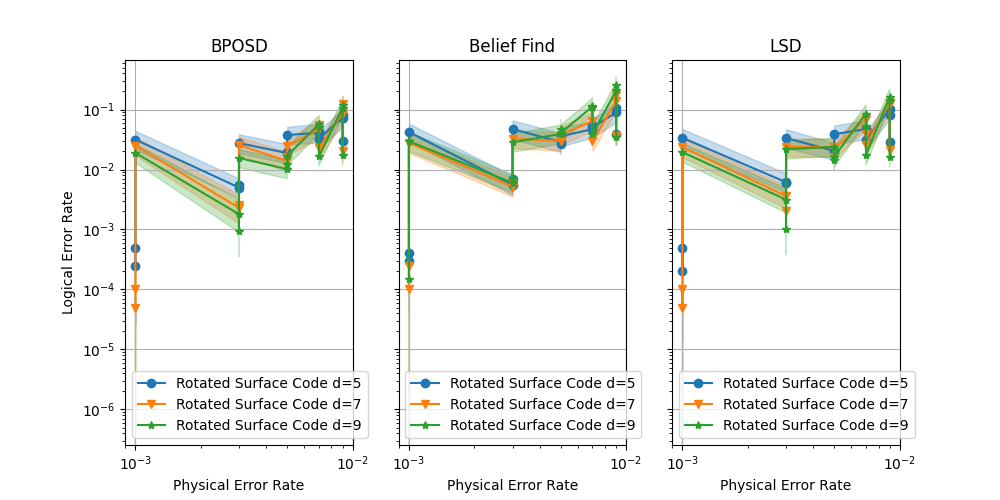 BPOSD
Belief Find
LSD
Logical Error Rate
10⁻¹
10⁻²
10⁻³
10⁻⁴
10⁻⁵
10⁻⁶
Rotated Surface Code d=5
Rotated Surface Code d=7
Rotated Surface Code d=9
Rotated Surface Code d=5
Rotated Surface Code d=7
Rotated Surface Code d=9
Rotated Surface Code d=5
Rotated Surface Code d=7
Rotated Surface Code d=9
10⁻³ 10⁻²
10⁻³ 10⁻²
10⁻³ 10⁻²
Physical Error Rate
Physical Error Rate
Physical Error Rate